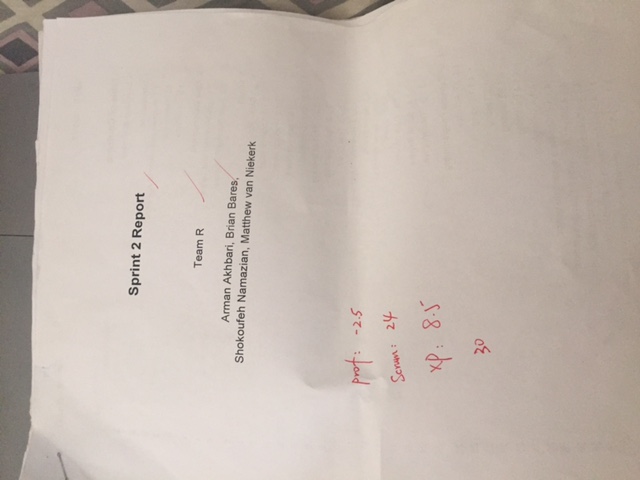 Sprint 2 Report
Team R
Arman Akhbari, Brian Bares,
Shokoufeh Namazian, Matthew van Niekerk
prof: -2.5
Scrum: 24
xp: 8.5
30